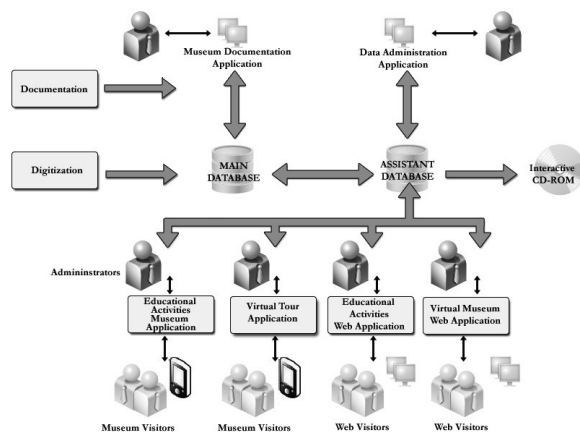 Museum Documentation
Application
Data Administration
Application
Documentation
Digitization
MAIN
DATABASE
ASSISTANT
DATABASE
Interactive
CD-ROM
Admininstrators
Educational
Activities
Museum
Application
Virtual Tour
Application
Educational
Activities
Web Application
Virtual Museum
Web Application
Museum Visitors
Museum Visitors
Web Visitors
Web Visitors